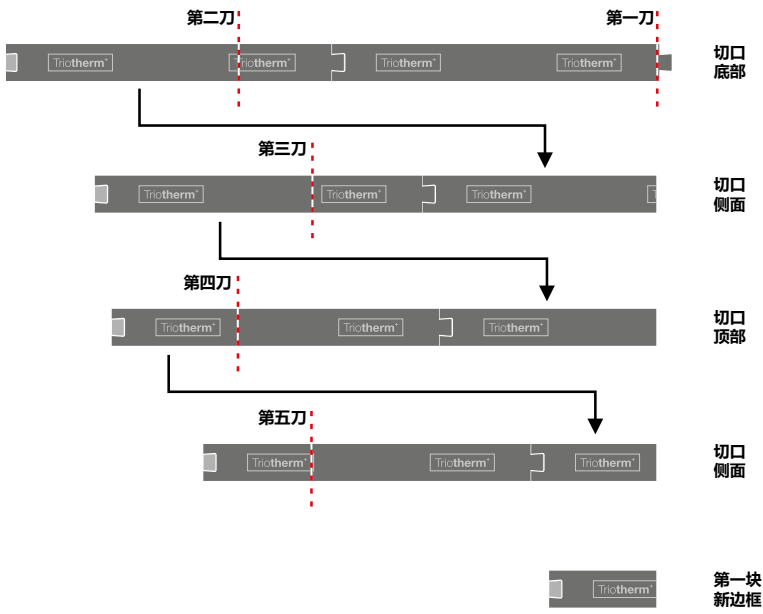 第二刀 第一刀
Triotherm+ Triotherm+ Triotherm+ Triotherm+
切口
底部
第三刀
Triotherm+ Triotherm+ Triotherm+ T
切口
侧面
第四刀
Triotherm+ Triotherm+ Triotherm+
切口
顶部
第五刀
Triotherm+ Triotherm+ Triotherm+
切口
侧面
Triotherm
第一块
新边框